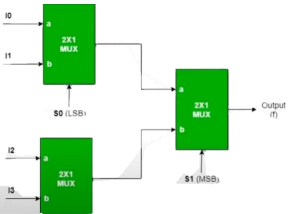 I0
a
2X1
MUX
I1
b
S0 (LSB)
a
2X1
MUX
b
Output
(f)
S1 (MSB)
I2
a
2X1
MUX
I3
b